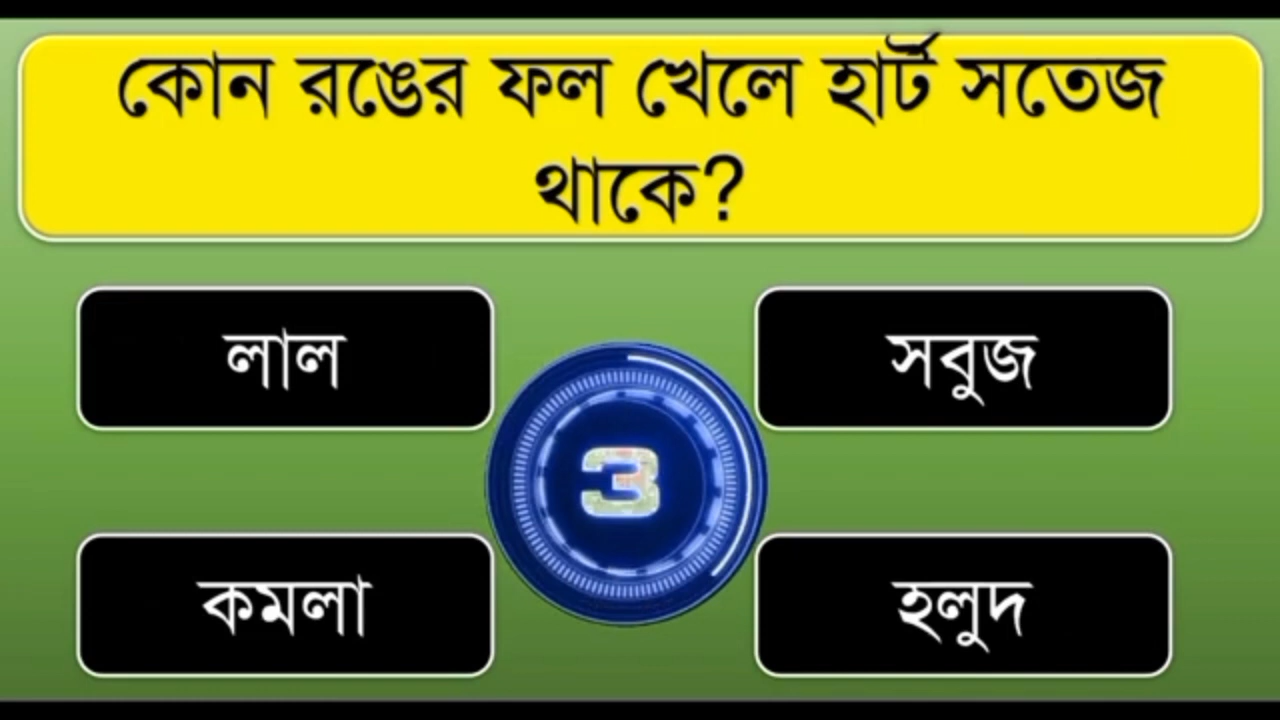 কোন রঙের ফল খেলে হার্ট সতেজ
থাকে?
লাল
সবুজ
3
কমলা
হলুদ